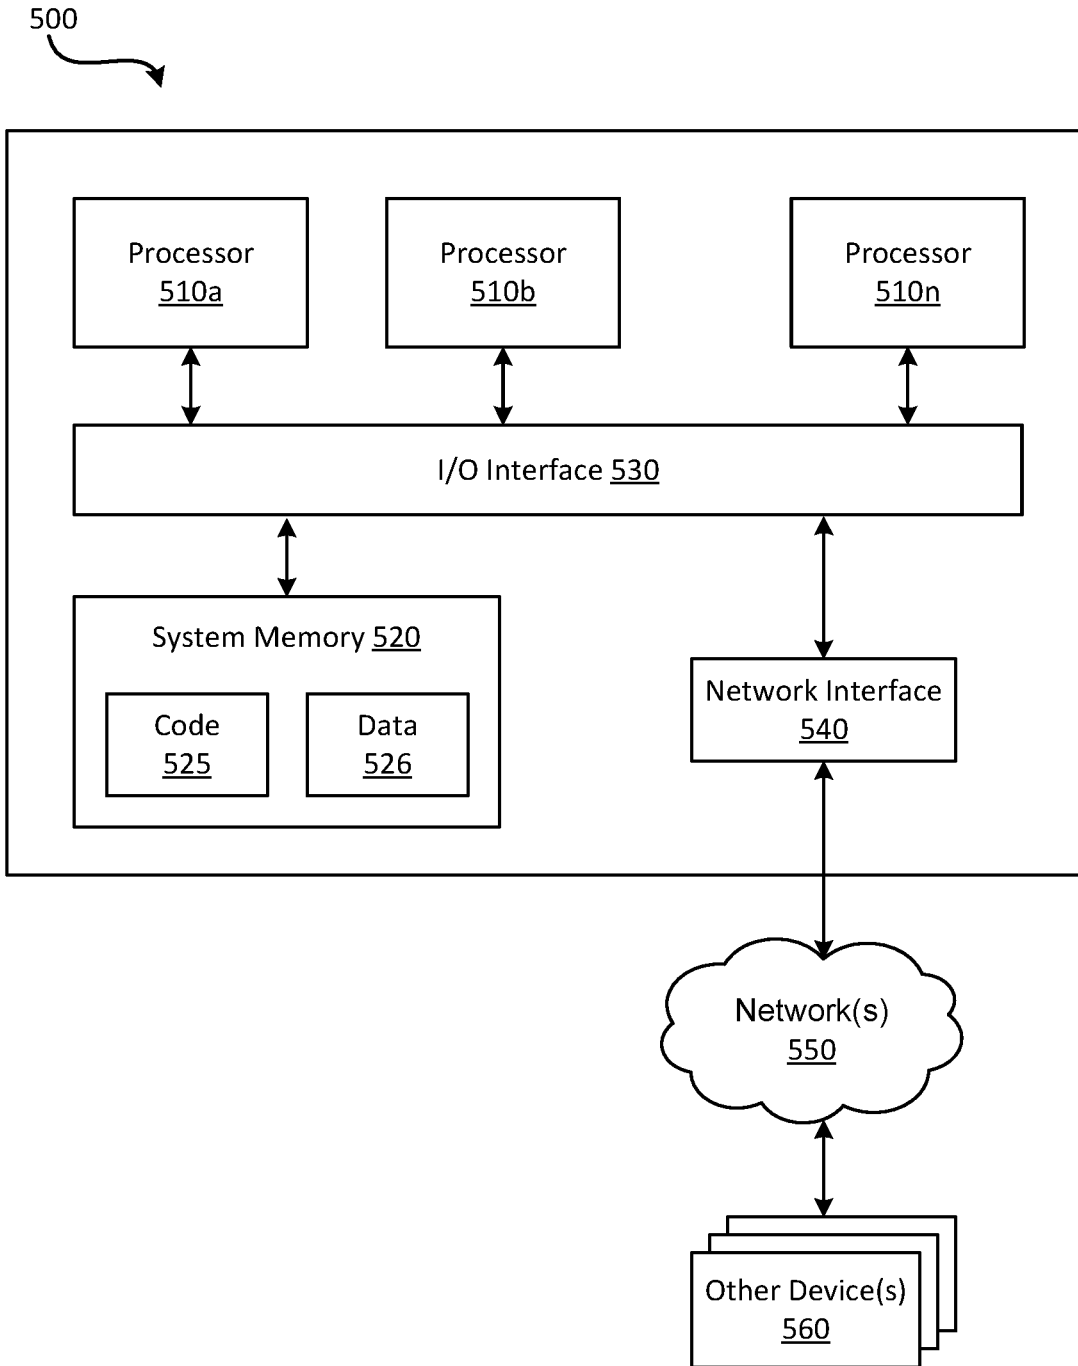 500
Processor
510a
Processor
510b
Processor
510n
I/O Interface 530
System Memory 520
Code
525
Data
526
Network Interface
540
Network(s)
550
Other Device(s)
560